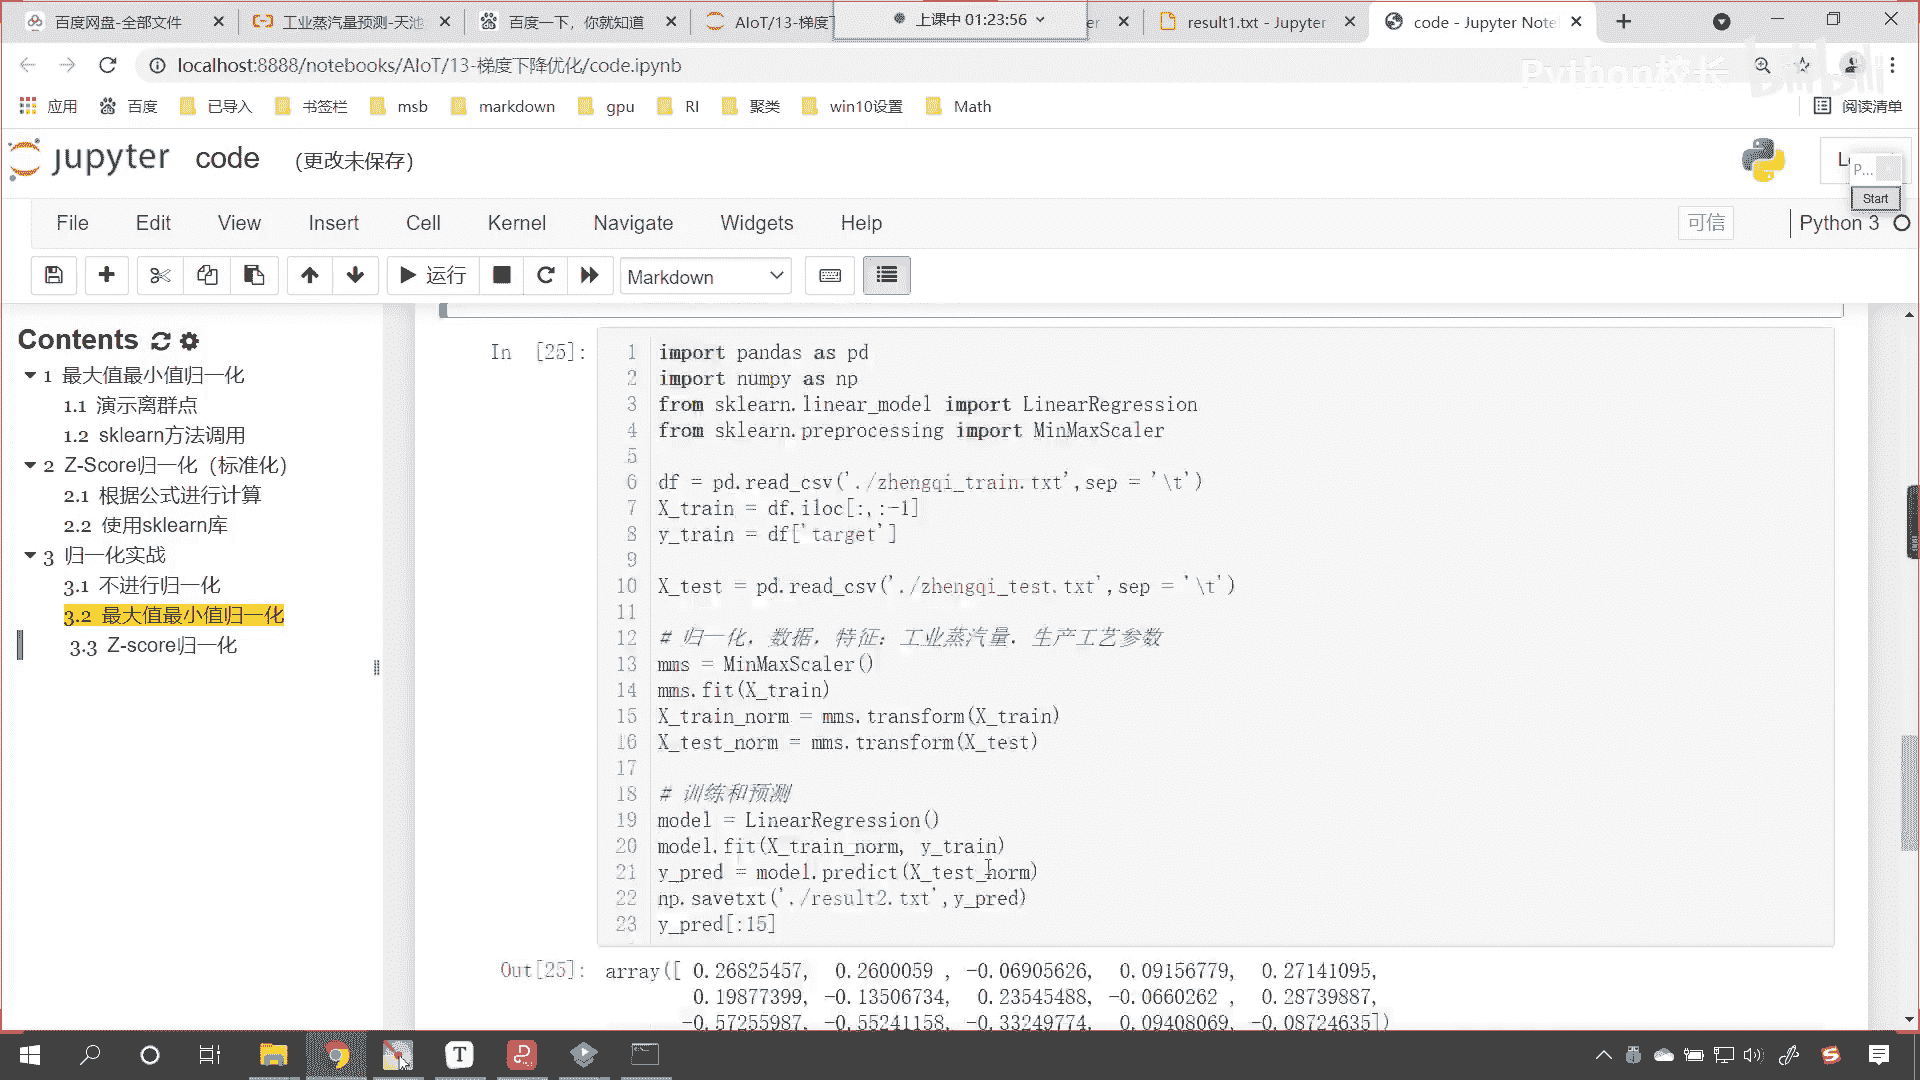 百度网盘-全部文件
工业蒸汽量预测-天池
百度一下，你就知道
AIoT/13-梯度下
上课中 01:23:56
er
result1.txt - Jupyter
code - Jupyter Note
localhost:8888/notebooks/AIoT/13-梯度下降优化/code.ipynb
Python校长
bilibili
应用
百度
已导入
书签栏
msb
markdown
gpu
RI
聚类
win10设置
Math
阅读清单
jupyter code (更改未保存)
P...
Start
File Edit View Insert Cell Kernel Navigate Widgets Help
可信
Python 3
运行
Markdown
Contents
1 最大值最小值归一化
1.1 演示离群点
1.2 sklearn方法调用
2 Z-Score归一化（标准化）
2.1 根据公式进行计算
2.2 使用sklearn库
3 归一化实战
3.1 不进行归一化
3.2 最大值最小值归一化
3.3 Z-score归一化
In [25]:
1 import pandas as pd
2 import numpy as np
3 from sklearn.linear_model import LinearRegression
4 from sklearn.preprocessing import MinMaxScaler
5
6 df = pd.read_csv('./zhengqi_train.txt',sep = '\t')
7 X_train = df.iloc[:,:-1]
8 y_train = df['target']
9
10 X_test = pd.read_csv('./zhengqi_test.txt',sep = '\t')
11
12 # 归一化，数据，特征：工业蒸汽量，生产工艺参数
13 mms = MinMaxScaler()
14 mms.fit(X_train)
15 X_train_norm = mms.transform(X_train)
16 X_test_norm = mms.transform(X_test)
17
18 # 训练和预测
19 model = LinearRegression()
20 model.fit(X_train_norm, y_train)
21 y_pred = model.predict(X_test_norm)
22 np.savetxt('./result2.txt',y_pred)
23 y_pred[:15]
Out[25]: array([ 0.26825457, 0.2600059 , -0.06905626, 0.09156779, 0.27141095,
0.19877399, -0.13506734, 0.23545488, -0.0660262 , 0.28739887,
-0.57255987, -0.55241158, -0.33249774, 0.09408069, -0.08724635])